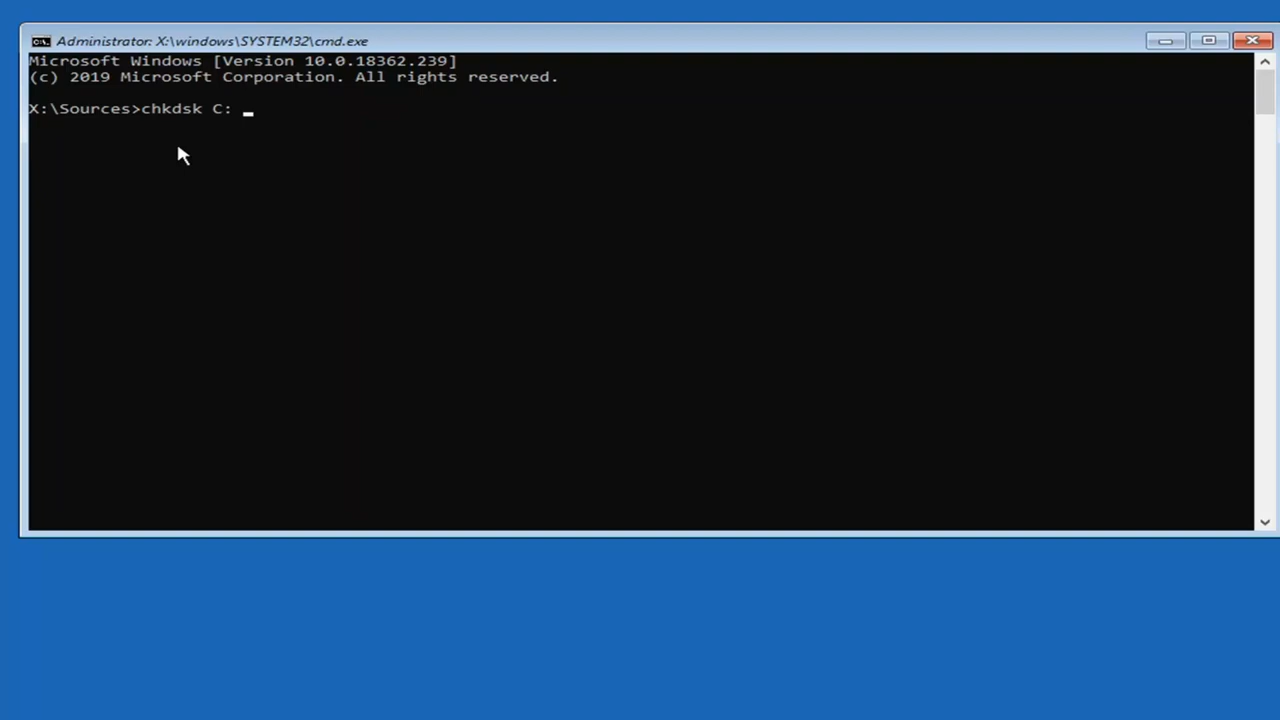 Administrator: X:\windows\SYSTEM32\cmd.exe
Microsoft Windows [Version 10.0.18362.239]
(c) 2019 Microsoft Corporation. All rights reserved.
X:\Sources>chkdsk C: